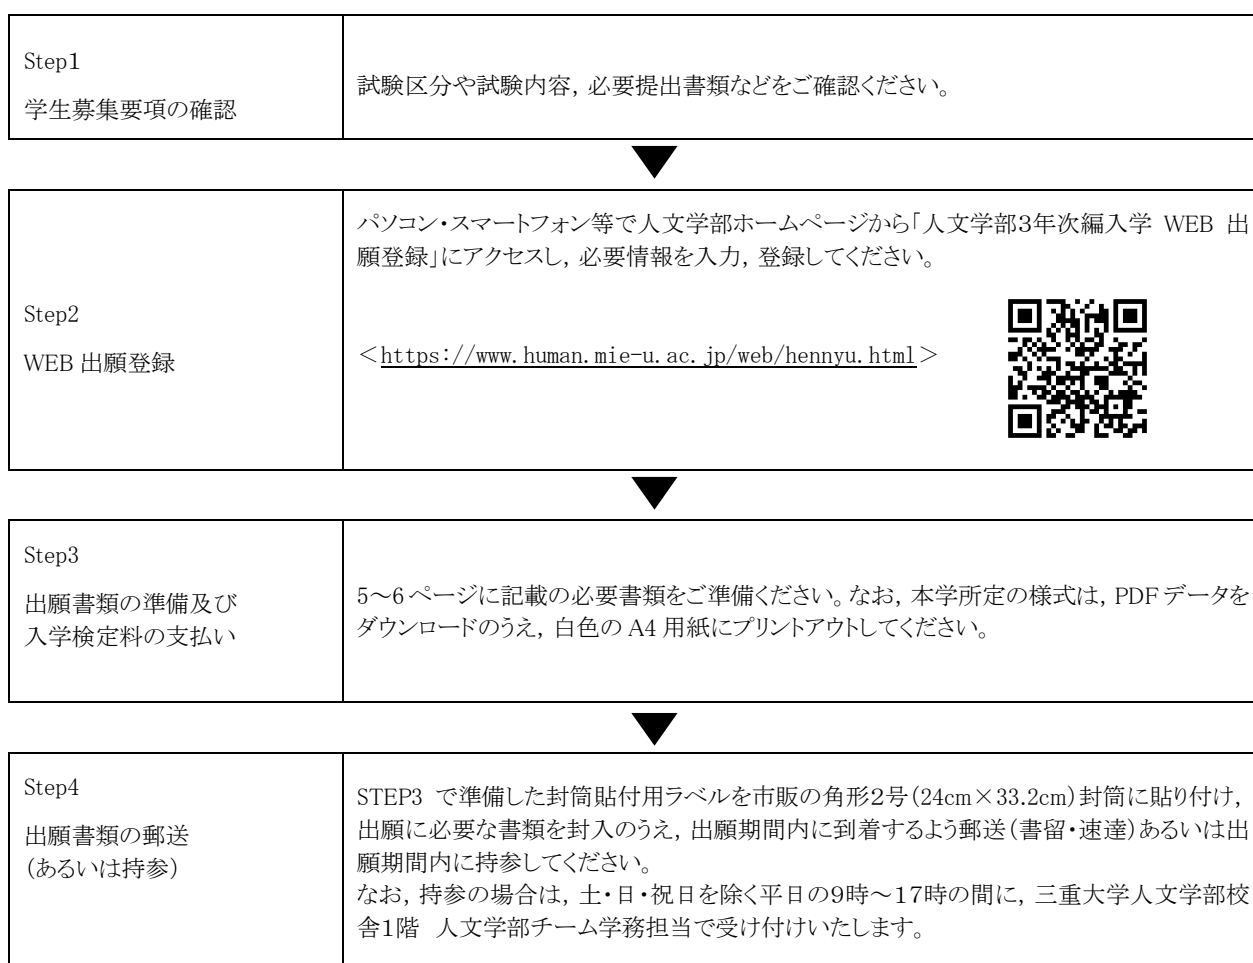 Step1
学生募集要項の確認
試験区分や試験内容，必要提出書類などをご確認ください。
Step2
WEB 出願登録
パソコン・スマートフォン等で人文学部ホームページから「人文学部３年次編入学 WEB 出
願登録」にアクセスし，必要情報を入力，登録してください。
＜https://www.human.mie-u.ac.jp/web/hennyu.html＞
Step3
出願書類の準備及び
入学検定料の支払い
5～6 ページに記載の必要書類をご準備ください。なお，本学所定の様式は，PDF データを
ダウンロードのうえ，白色の A4 用紙にプリントアウトしてください。
Step4
出願書類の郵送
（あるいは持参）
STEP3 で準備した封筒貼付用ラベルを市販の角形２号（24cm×33.2cm）封筒に貼り付け，
出願に必要な書類を封入のうえ，出願期間内に到着するよう郵送（書留・速達）あるいは出
願期間内に持参してください。
なお，持参の場合は，土・日・祝日を除く平日の９時～１７時の間に，三重大学人文学部校
舎１階　人文学部チーム学務担当で受け付けいたします。